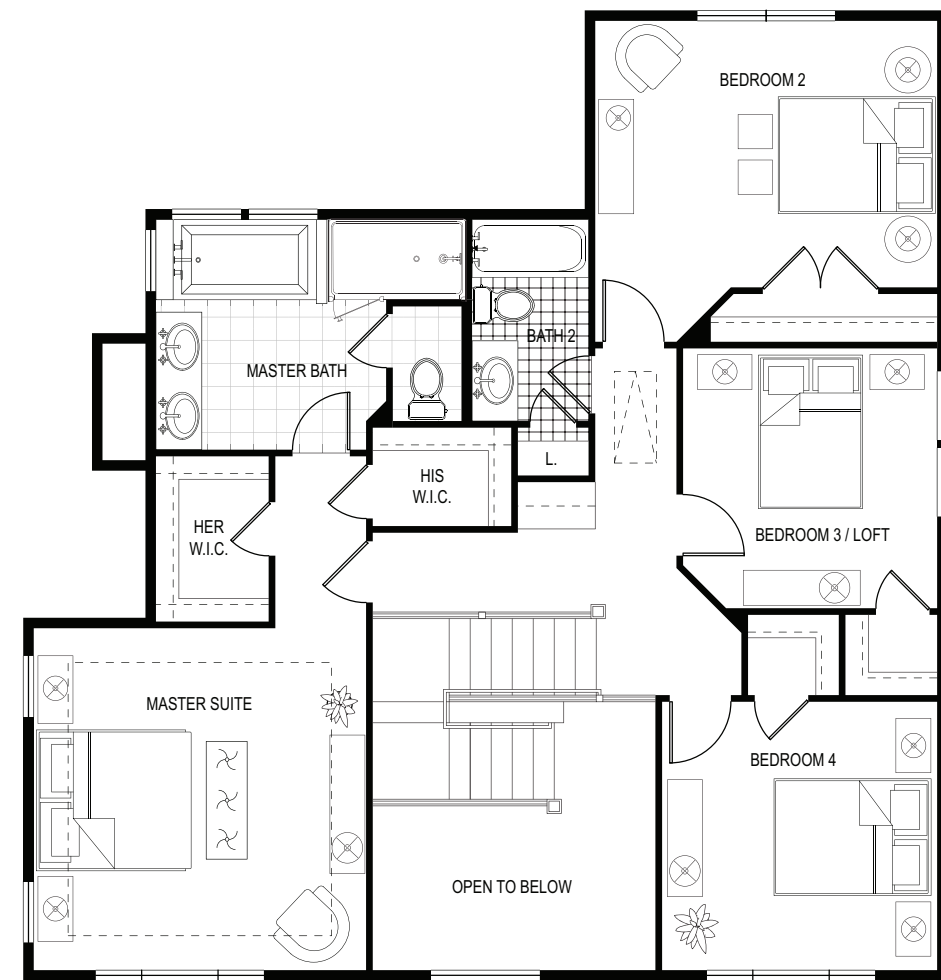 BEDROOM 2
BATH 2
MASTER BATH
L.
HIS
W.I.C.
HER
W.I.C.
BEDROOM 3 / LOFT
MASTER SUITE
BEDROOM 4
OPEN TO BELOW